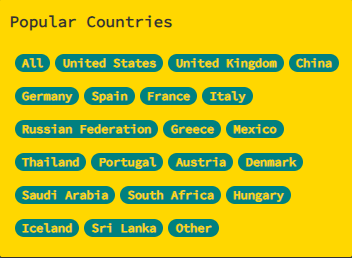 Popular Countries
All United States United Kingdom China
Germany Spain France Italy
Russian Federation Greece Mexico
Thailand Portugal Austria Denmark
Saudi Arabia South Africa Hungary
Iceland Sri Lanka Other